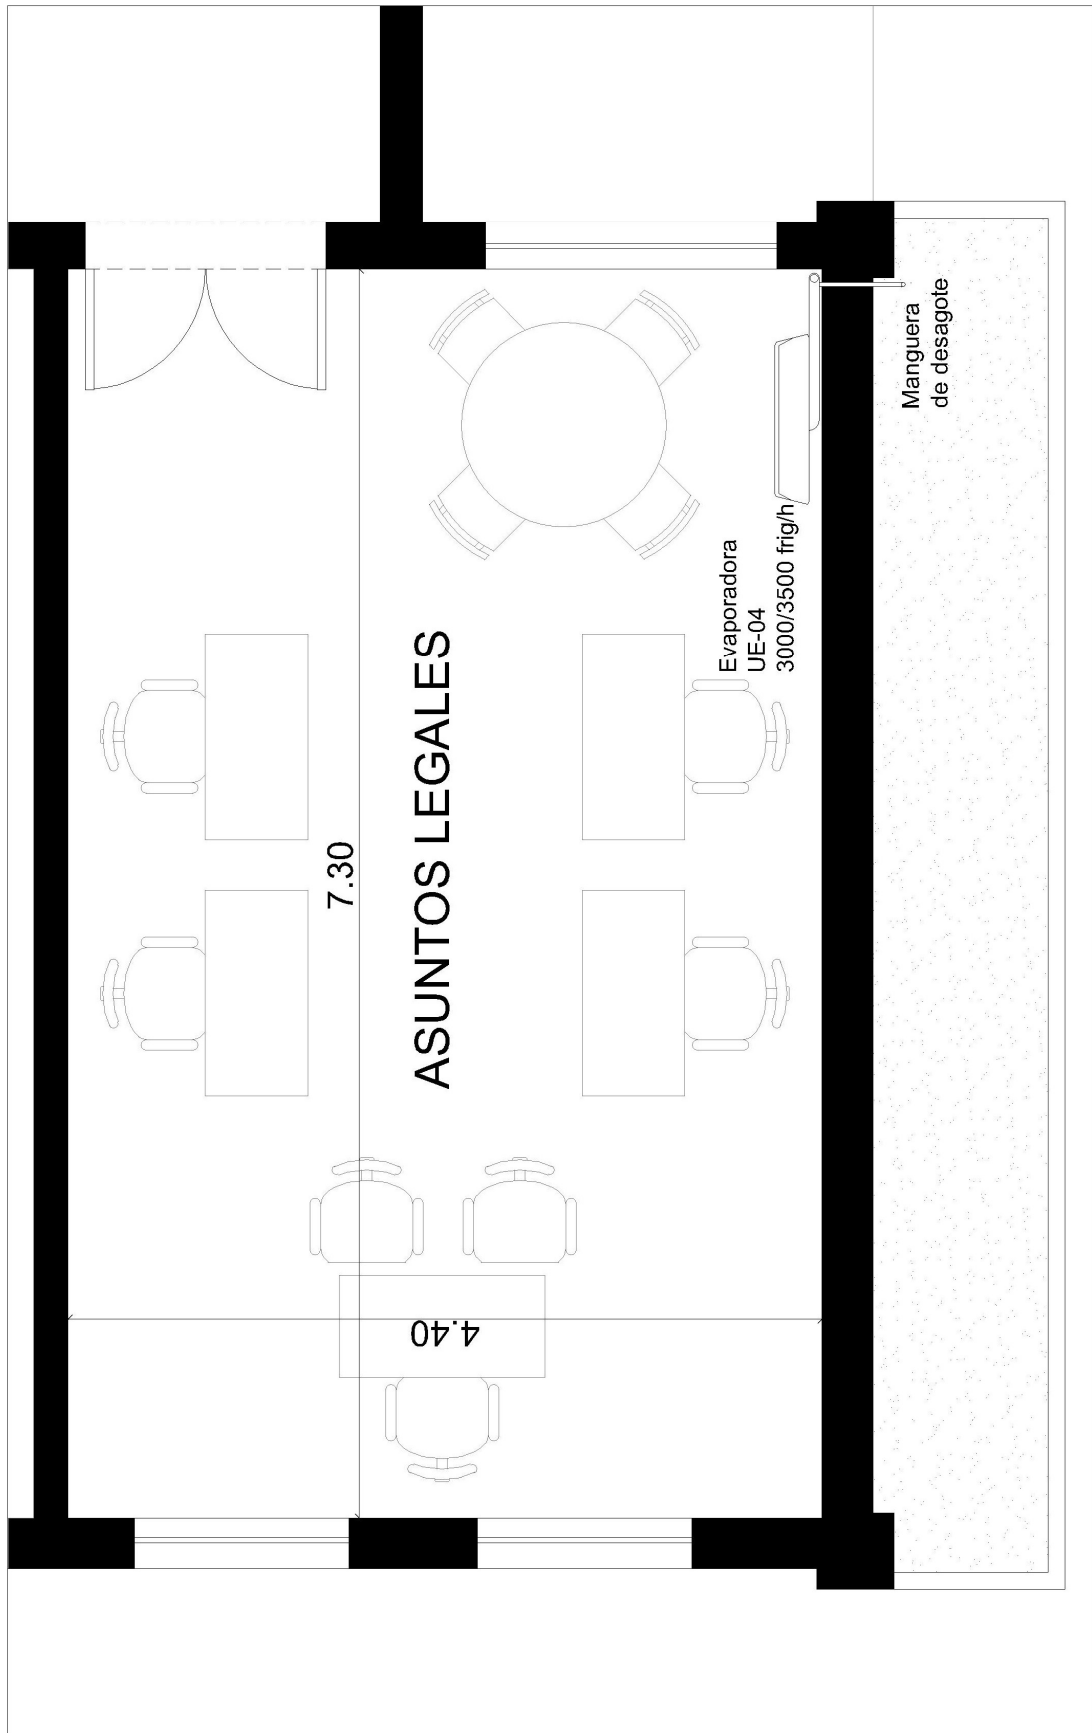 Manguera
de desagote
Evaporadora
UE-04
3000/3500 frig/h
ASUNTOS LEGALES
7.30
4.40